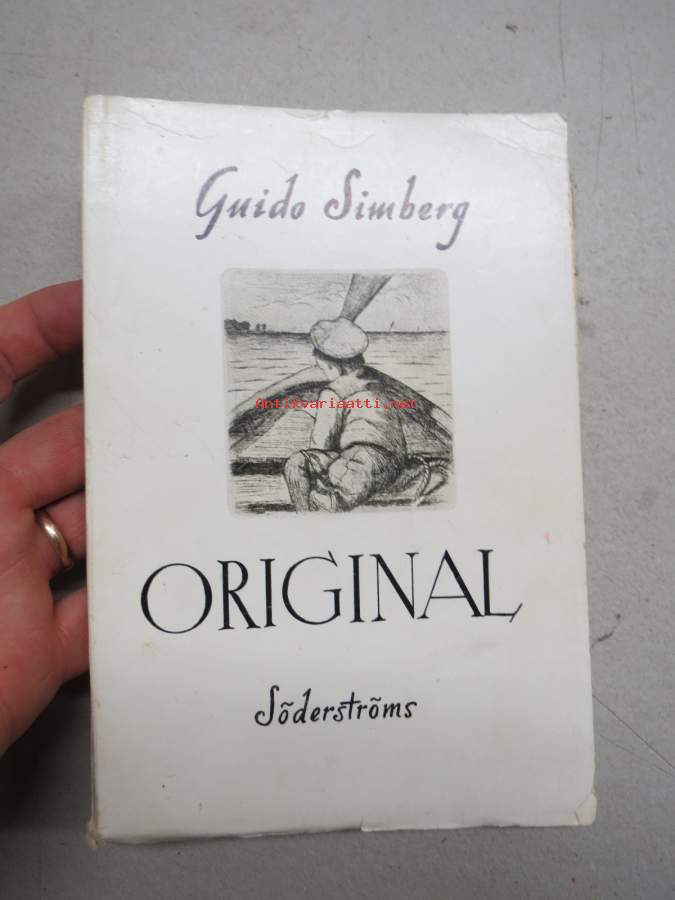 Guido Simberg
Antikvariaatti.net
ORIGINAL
Söderströms